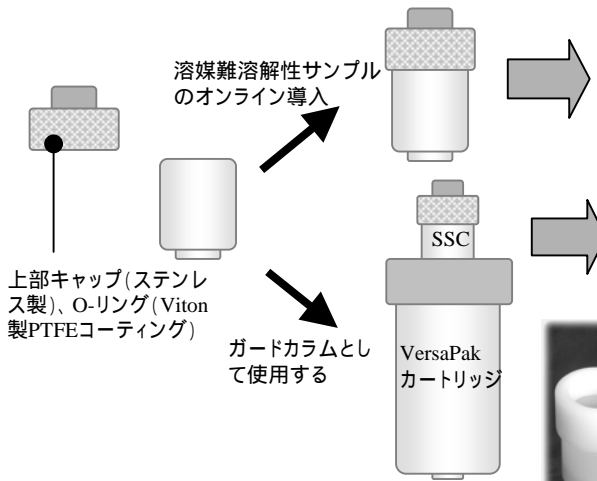 溶媒難溶解性サンプル
のオンライン導入
上部キャップ(ステンレ
ス製)、O-リング(Viton
製PTFEコーティング)
SSC
ガードカラムとし
て使用する
VersaPak
カートリッジ